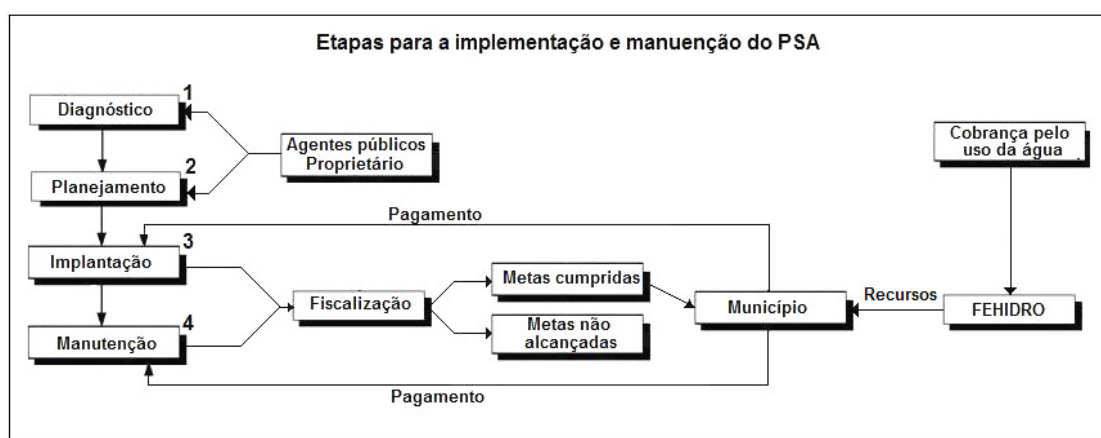 Etapas para a implementação e manuenção do PSA
1
Diagnóstico
Agentes públicos
Proprietário
Cobrança pelo
uso da água
2
Planejamento
Pagamento
3
Implantação
Metas cumpridas
Fiscalização
Município
Recursos
FEHIDRO
4
Manutenção
Metas não
alcançadas
Pagamento